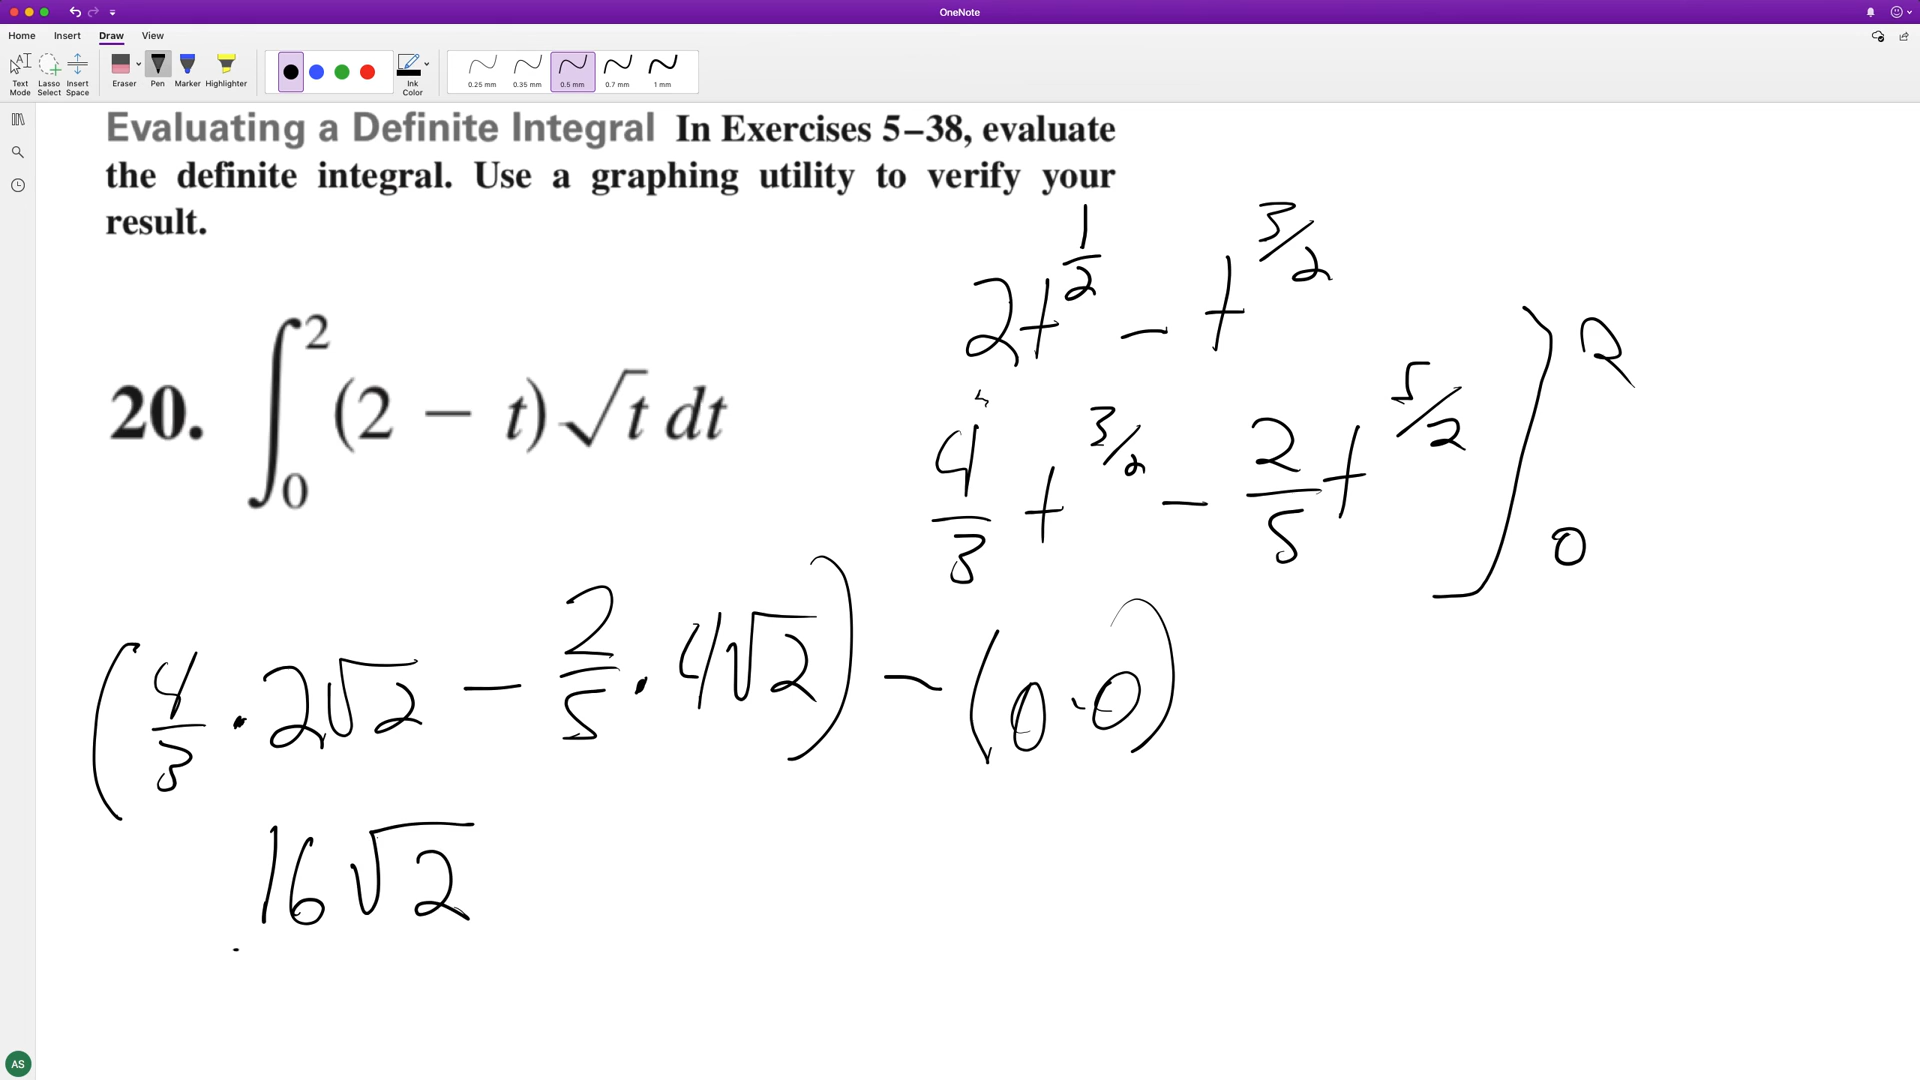 OneNote
Home Insert Draw View
Text Mode Lasso Select Insert Space Eraser Pen Marker Highlighter Ink Color 0.25 mm 0.35 mm 0.5 mm 0.7 mm 1 mm
Evaluating a Definite Integral In Exercises 5–38, evaluate
the definite integral. Use a graphing utility to verify your
result.
2t^{1/2} − t^{3/2}
20. ∫_0^2 (2 − t)√t dt
4/3 t^{3/2} − 2/5 t^{5/2} ]_0^2
(4/3 · 2√2 − 2/5 · 4√2) − (0-0)
16√2
AS